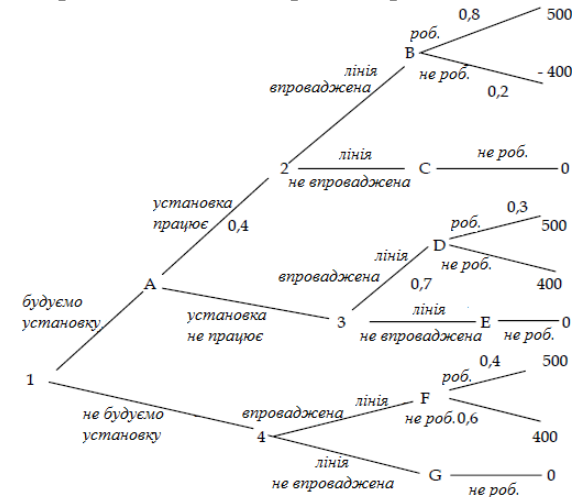 0,8
500
роб.
B
лінія
впроваджена
не роб.
- 400
0,2
2
лінія
не впроваджена
C
не роб.
0
установка
працює
0,4
0,3
роб.
500
D
лінія
впроваджена
не роб.
0,7
400
A
будуємо
установку
установка
не працює
3
лінія
не впроваджена
E
не роб.
0
0,4
500
роб.
1
не будуємо
установку
впроваджена
лінія
F
не роб.
0,6
4
400
лінія
не впроваджена
G
не роб.
0